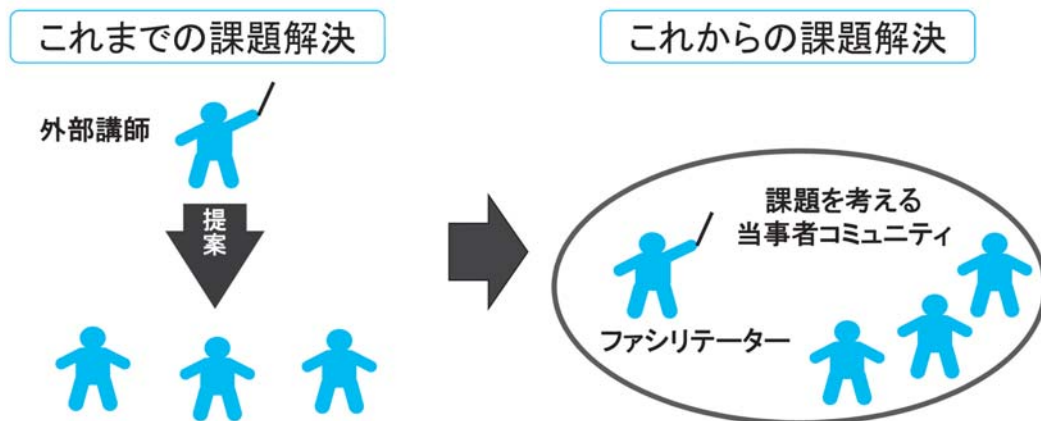 これまでの課題解決
外部講師
提案
これからの課題解決
課題を考える
当事者コミュニティ
ファシリテーター